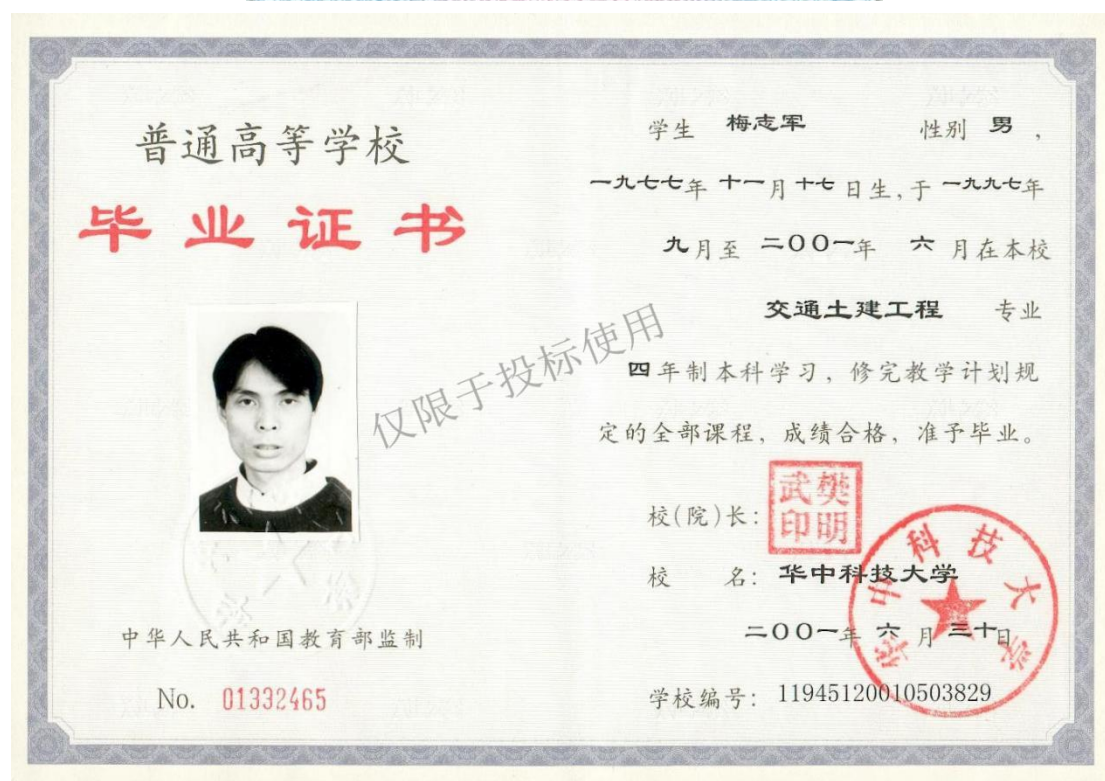 普通高等学校
毕业证书
仅限于投标使用
中华人民共和国教育部监制
No. 01332465
学生 梅志军 性别 男,
一九七七年 十一月 十七 日生,于 一九九七年
九月至 二〇〇一年 六 月在本校
交通土建工程 专业
四年制本科学习, 修完教学计划规
定的全部课程, 成绩合格, 准予毕业。
校(院)长: 樊明武印
校 名: 华中科技大学
华中科技大学
二〇〇一年 六 月 三十日
学校编号: 11945120010503829